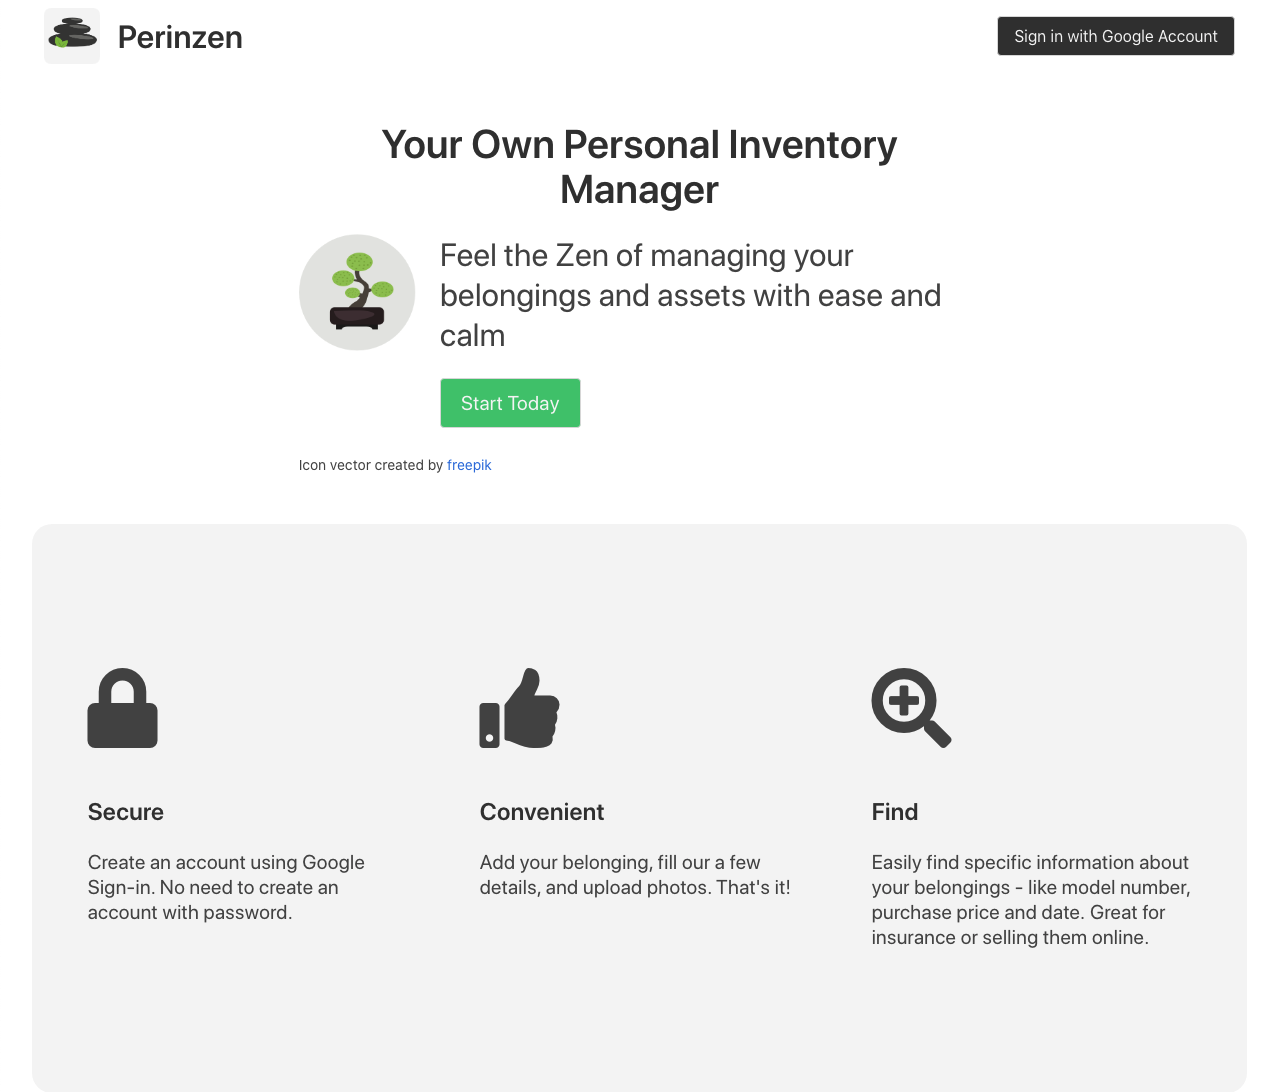 Perinzen
Sign in with Google Account
Your Own Personal Inventory
Manager
Feel the Zen of managing your
belongings and assets with ease and
calm
Start Today
Icon vector created by freepik
Secure
Create an account using Google
Sign-in. No need to create an
account with password.
Convenient
Add your belonging, fill our a few
details, and upload photos. That's it!
Find
Easily find specific information about
your belongings - like model number,
purchase price and date. Great for
insurance or selling them online.